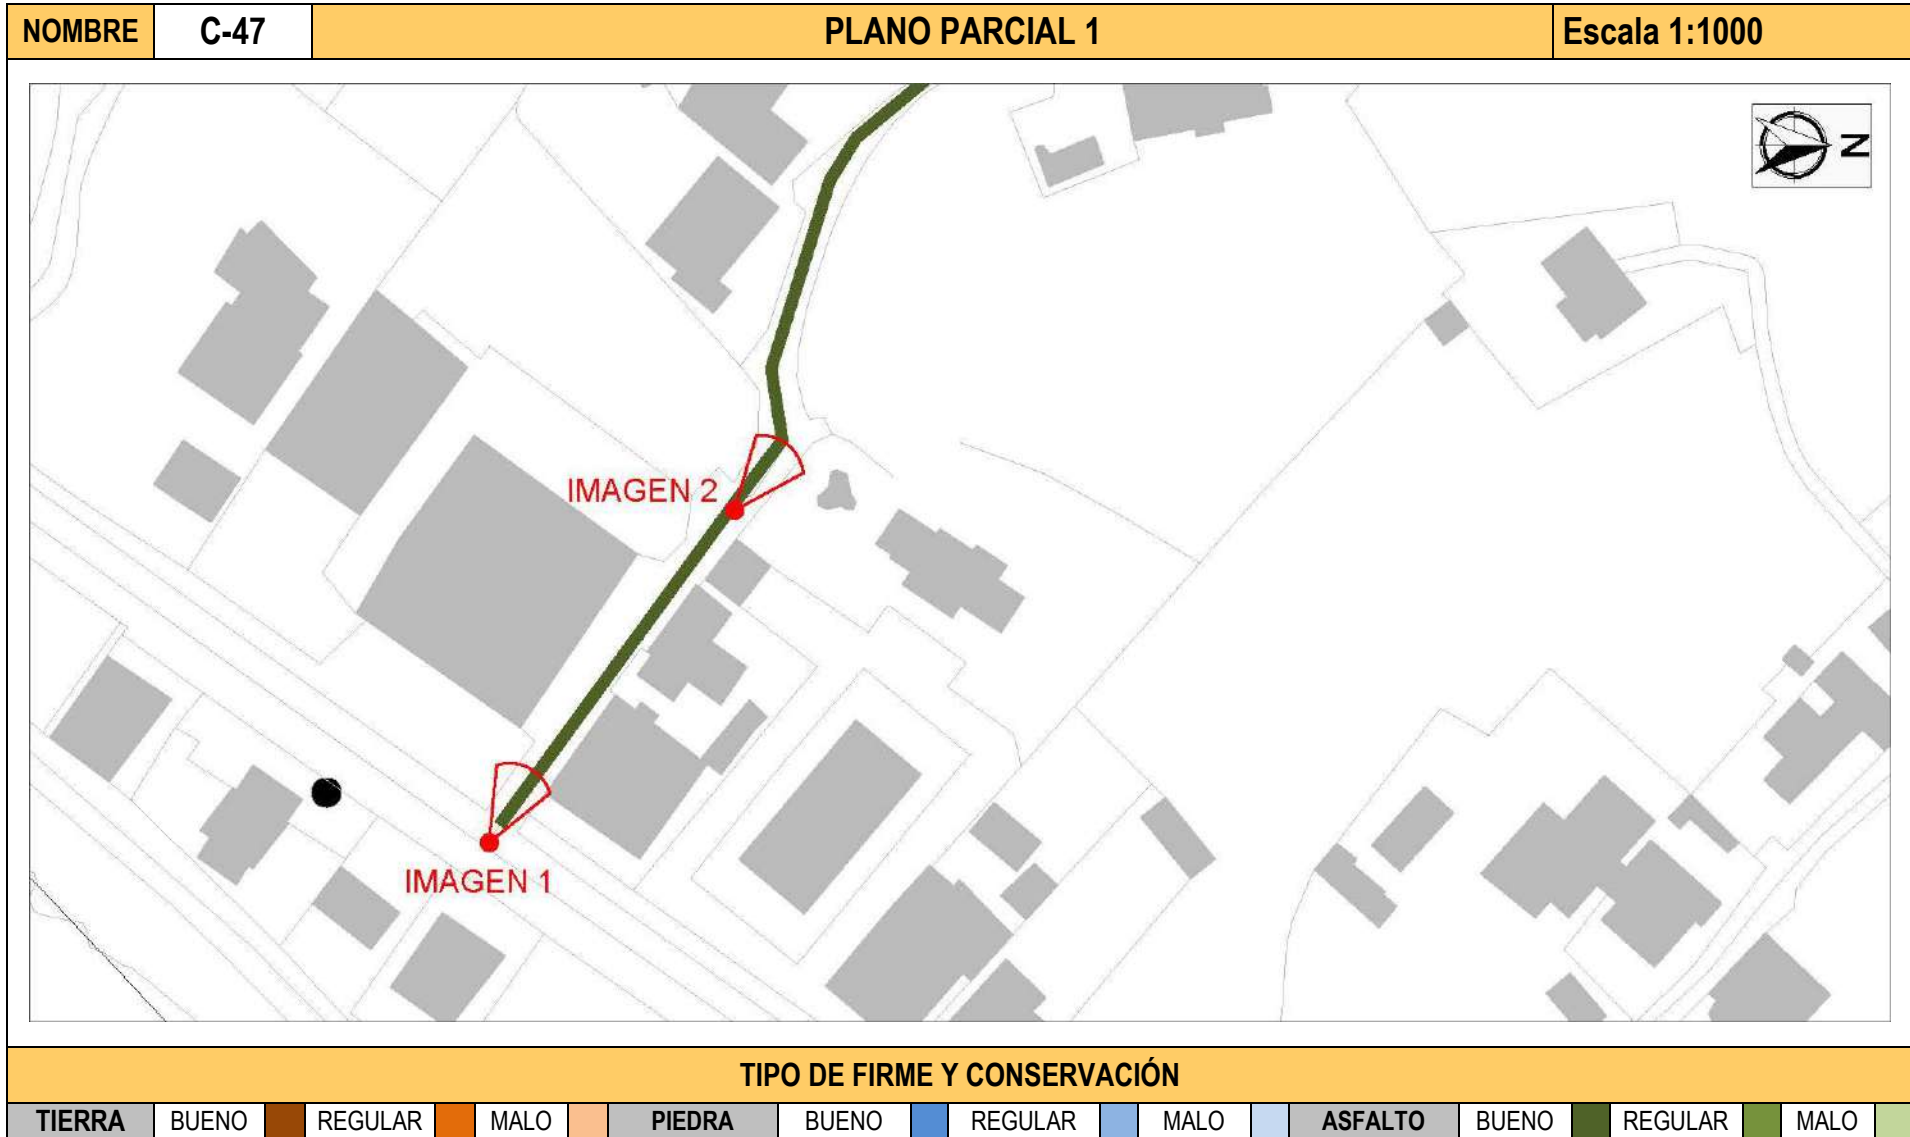 NOMBRE C-47 PLANO PARCIAL 1 Escala 1:1000
N
IMAGEN 2
IMAGEN 1
TIPO DE FIRME Y CONSERVACIÓN
TIERRA BUENO REGULAR MALO PIEDRA BUENO REGULAR MALO ASFALTO BUENO REGULAR MALO